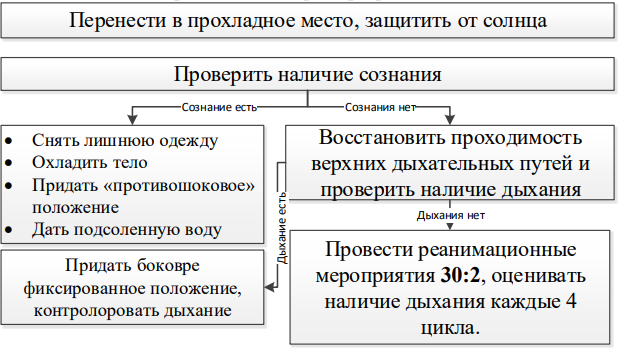 Перенести в прохладное место, защитить от солнца
Проверить наличие сознания
Сознание есть
Сознания нет
• Снять лишнюю одежду
• Охладить тело
• Придать «противошоковое»
положение
• Дать подсоленную воду
Восстановить проходимость
верхних дыхательных путей и
проверить наличие дыхания
Дыхание есть
Дыхания нет
Придать боковре
фиксированное положение,
контролоровать дыхание
Провести реанимационные
мероприятия 30:2, оценивать
наличие дыхания каждые 4
цикла.